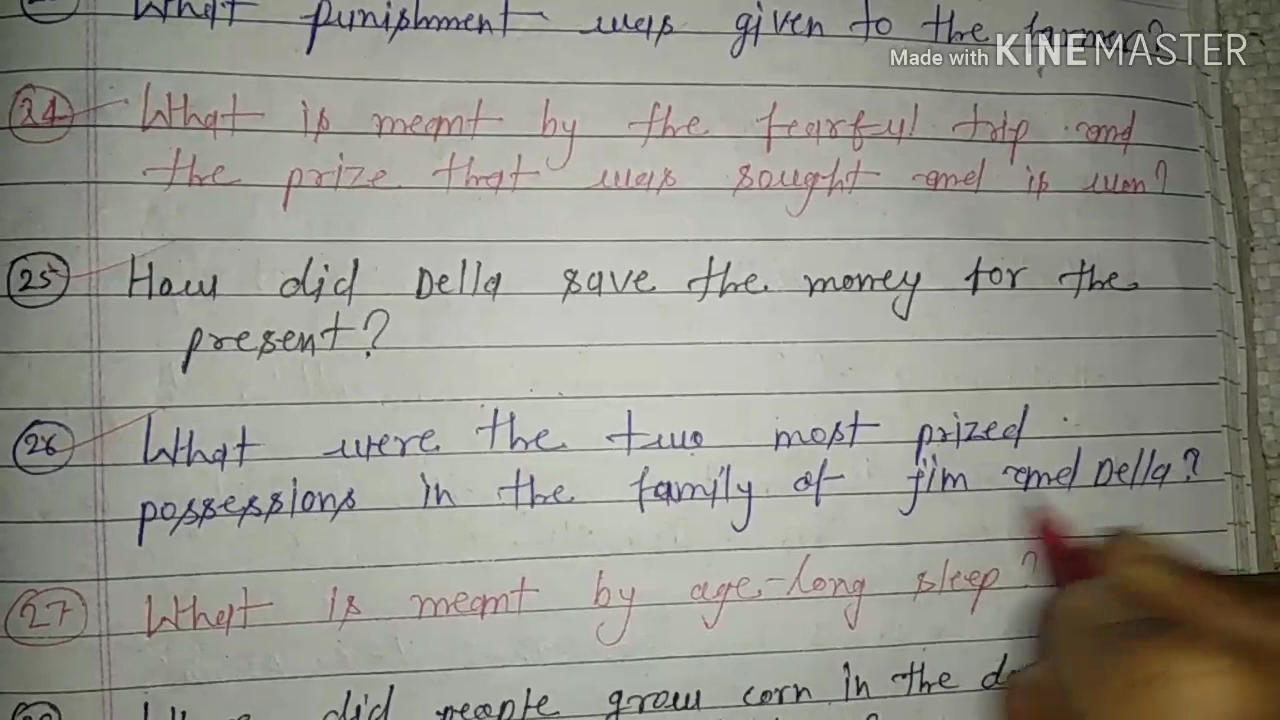 What punishment was given to the farmer?
Made with KINEMASTER
24 What is meant by the fearful trip and
the prize that was sought and is won?
25 How did Della save the money for the
present?
26 What were the two most prized
possessions in the family of jim and Della?
27 What is meant by age-long sleep?
did people grow corn in the